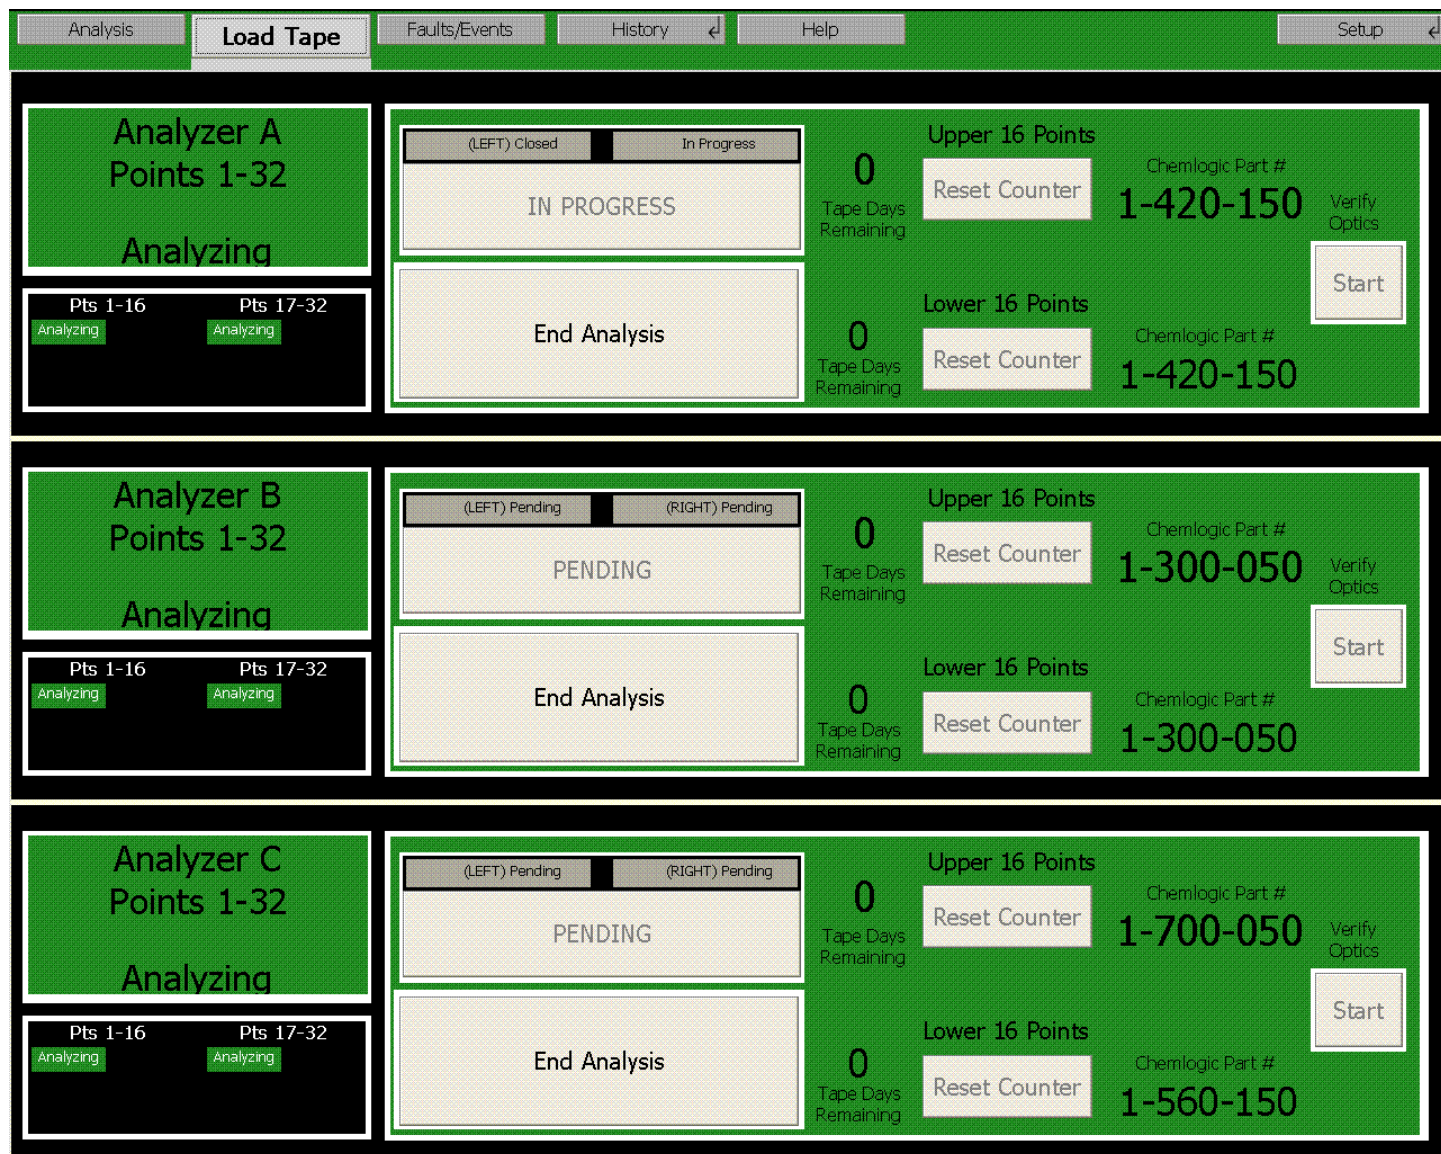 Analysis
Load Tape
Faults/Events
History
Help
Setup
Analyzer A
Points 1-32
Analyzing
Pts 1-16 Pts 17-32
Analyzing Analyzing
(LEFT) Closed In Progress
IN PROGRESS
End Analysis
Upper 16 Points
0
Tape Days
Remaining
Reset Counter
Chemlogic Part #
1-420-150
Verify
Optics
Start
Lower 16 Points
0
Tape Days
Remaining
Reset Counter
Chemlogic Part #
1-420-150
Analyzer B
Points 1-32
Analyzing
Pts 1-16 Pts 17-32
Analyzing Analyzing
(LEFT) Pending (RIGHT) Pending
PENDING
End Analysis
Upper 16 Points
0
Tape Days
Remaining
Reset Counter
Chemlogic Part #
1-300-050
Verify
Optics
Start
Lower 16 Points
0
Tape Days
Remaining
Reset Counter
Chemlogic Part #
1-300-050
Analyzer C
Points 1-32
Analyzing
Pts 1-16 Pts 17-32
Analyzing Analyzing
(LEFT) Pending (RIGHT) Pending
PENDING
End Analysis
Upper 16 Points
0
Tape Days
Remaining
Reset Counter
Chemlogic Part #
1-700-050
Verify
Optics
Start
Lower 16 Points
0
Tape Days
Remaining
Reset Counter
Chemlogic Part #
1-560-150